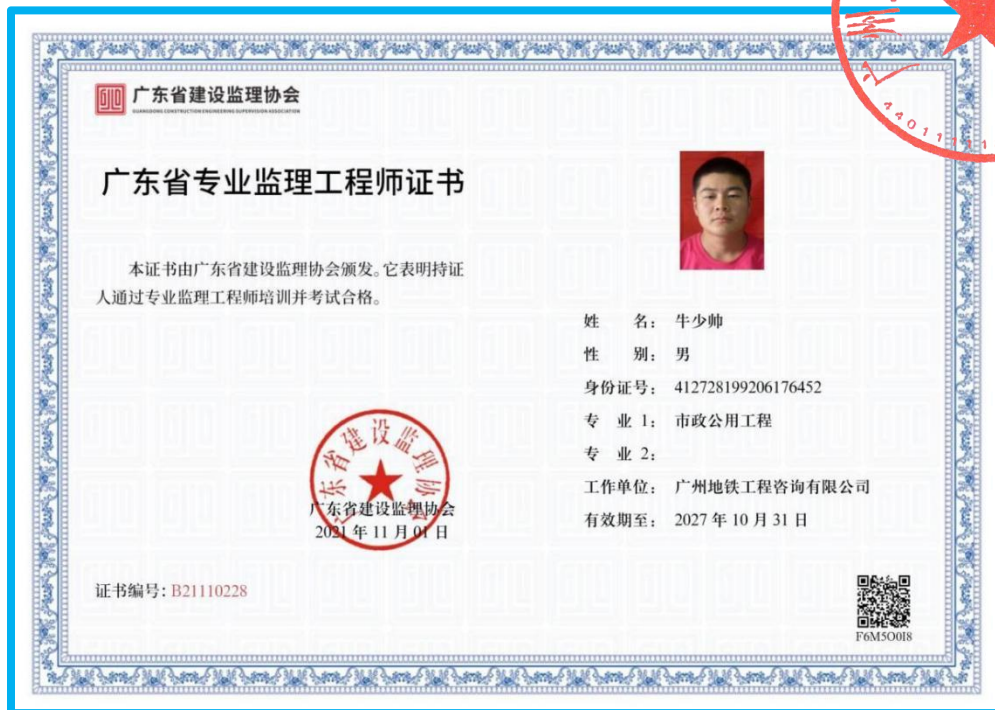 广东省建设监理协会
GUANGDONG CONSTRUCTION ENGINEERING SUPERVISION ASSOCIATION
广东省专业监理工程师证书
本证书由广东省建设监理协会颁发。它表明持证
人通过专业监理工程师培训并考试合格。
姓 名： 牛少帅
性 别： 男
身份证号： 412728199206176452
专 业 1： 市政公用工程
专 业 2：
工作单位： 广州地铁工程咨询有限公司
有效期至： 2027 年 10 月 31 日
广东省建设监理协会
广东省建设监理协会
2021 年 11 月 01 日
证书编号：B21110228
F6M5O0I8